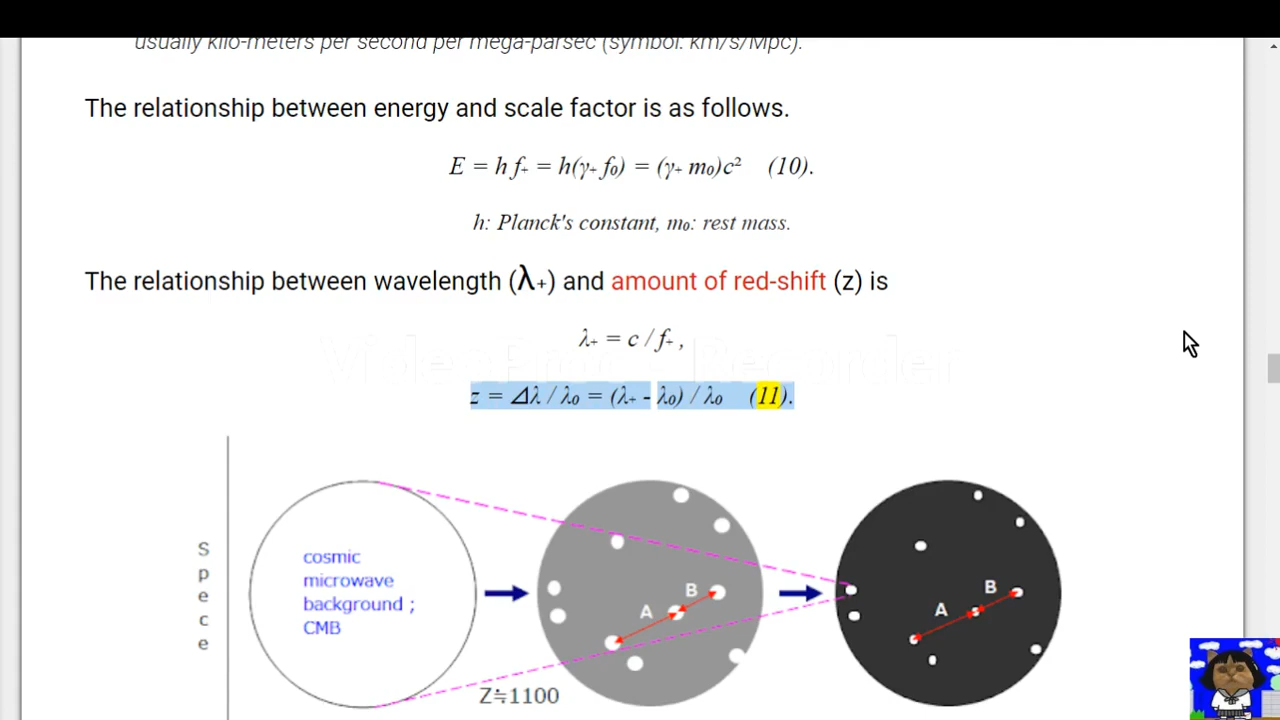 usually kilo-meters per second per mega-parsec (symbol: km/s/Mpc).
The relationship between energy and scale factor is as follows.
E = h f₊ = h(γ₊ f₀) = (γ₊ m₀)c² (10).
h: Planck's constant, m₀: rest mass.
The relationship between wavelength (λ₊) and amount of red-shift (z) is
λ₊ = c / f₊ ,
VideoProc Recorder
z = Δλ / λ₀ = (λ₊ - λ₀) / λ₀ (11).
S
p
e
c
e
cosmic
microwave
background ;
CMB
A
B
A
B
Z≒1100